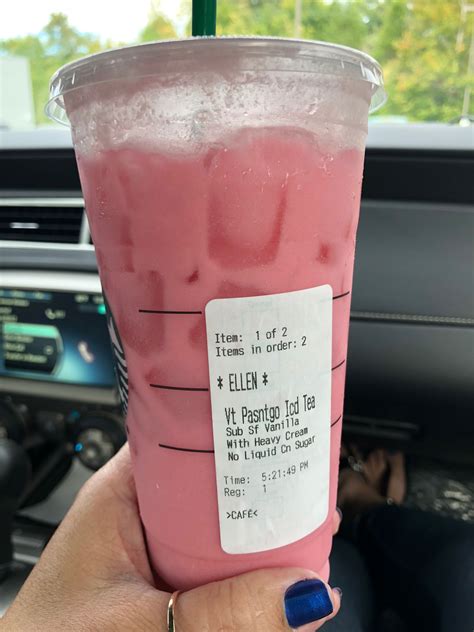 Item: 1 of 2
Items in order: 2
* ELLEN *
Vt Pasntgo Icd Tea
Sub Sf Vanilla
With Heavy Cream
No Liquid Cn Sugar
Time: 5:21:49 PM
Reg: 1
>CAFÉ<